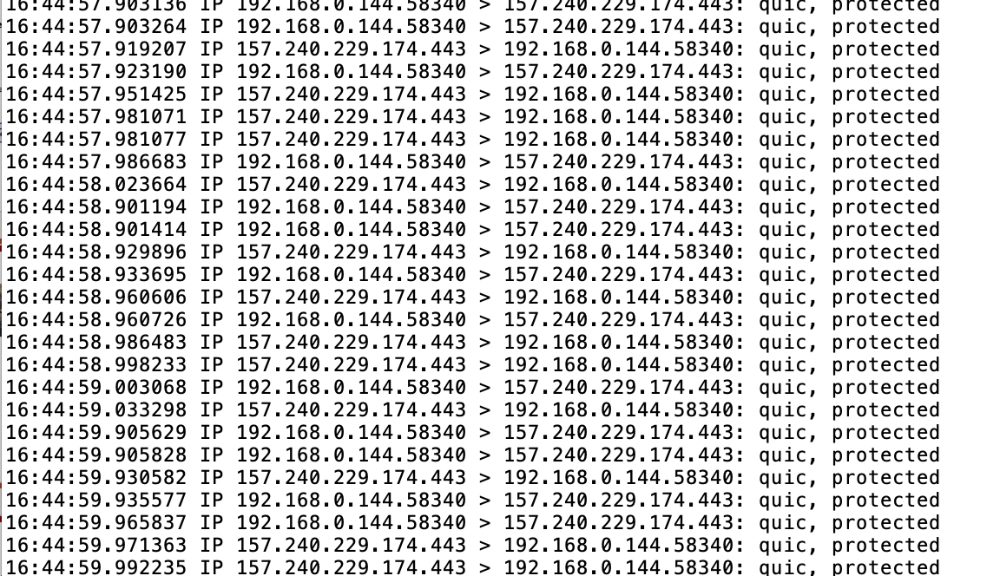 16:44:57.903136 IP 192.168.0.144.58340 > 157.240.229.174.443: quic, protected
16:44:57.903264 IP 192.168.0.144.58340 > 157.240.229.174.443: quic, protected
16:44:57.919207 IP 157.240.229.174.443 > 192.168.0.144.58340: quic, protected
16:44:57.923190 IP 192.168.0.144.58340 > 157.240.229.174.443: quic, protected
16:44:57.951425 IP 157.240.229.174.443 > 192.168.0.144.58340: quic, protected
16:44:57.981071 IP 157.240.229.174.443 > 192.168.0.144.58340: quic, protected
16:44:57.981077 IP 157.240.229.174.443 > 192.168.0.144.58340: quic, protected
16:44:57.986683 IP 192.168.0.144.58340 > 157.240.229.174.443: quic, protected
16:44:58.023664 IP 157.240.229.174.443 > 192.168.0.144.58340: quic, protected
16:44:58.901194 IP 192.168.0.144.58340 > 157.240.229.174.443: quic, protected
16:44:58.901414 IP 192.168.0.144.58340 > 157.240.229.174.443: quic, protected
16:44:58.929896 IP 157.240.229.174.443 > 192.168.0.144.58340: quic, protected
16:44:58.933695 IP 192.168.0.144.58340 > 157.240.229.174.443: quic, protected
16:44:58.960606 IP 157.240.229.174.443 > 192.168.0.144.58340: quic, protected
16:44:58.960726 IP 192.168.0.144.58340 > 157.240.229.174.443: quic, protected
16:44:58.986483 IP 157.240.229.174.443 > 192.168.0.144.58340: quic, protected
16:44:58.998233 IP 157.240.229.174.443 > 192.168.0.144.58340: quic, protected
16:44:59.003068 IP 192.168.0.144.58340 > 157.240.229.174.443: quic, protected
16:44:59.033298 IP 157.240.229.174.443 > 192.168.0.144.58340: quic, protected
16:44:59.905629 IP 192.168.0.144.58340 > 157.240.229.174.443: quic, protected
16:44:59.905828 IP 192.168.0.144.58340 > 157.240.229.174.443: quic, protected
16:44:59.930582 IP 157.240.229.174.443 > 192.168.0.144.58340: quic, protected
16:44:59.935577 IP 192.168.0.144.58340 > 157.240.229.174.443: quic, protected
16:44:59.965837 IP 192.168.0.144.58340 > 157.240.229.174.443: quic, protected
16:44:59.971363 IP 157.240.229.174.443 > 192.168.0.144.58340: quic, protected
16:44:59.992235 IP 157.240.229.174.443 > 192.168.0.144.58340: quic, protected